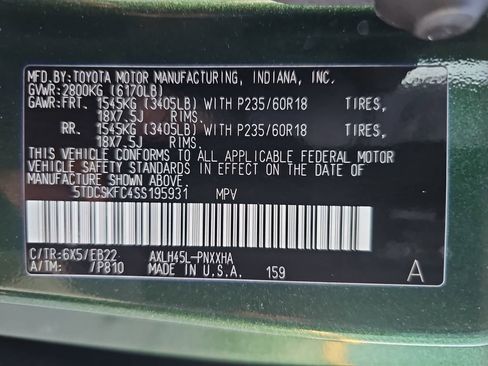 MFD.BY:TOYOTA MOTOR MANUFACTURING, INDIANA, INC.
GVWR:2800KG (6170LB)
GAWR:FRT. 1545KG (3405LB) WITH P235/60R18 TIRES,
18X7.5J RIMS.
RR. 1545KG (3405LB) WITH P235/60R18 TIRES,
18X7.5J RIMS.
THIS VEHICLE CONFORMS TO ALL APPLICABLE FEDERAL MOTOR
VEHICLE SAFETY STANDARDS IN EFFECT ON THE DATE OF
MANUFACTURE SHOWN ABOVE.
5TDCSKFC4SS195931 MPV
C/TR:6X5/EB22 AXLH45L-PNXXHA
A/TM: /P810 MADE IN U.S.A. 159 A